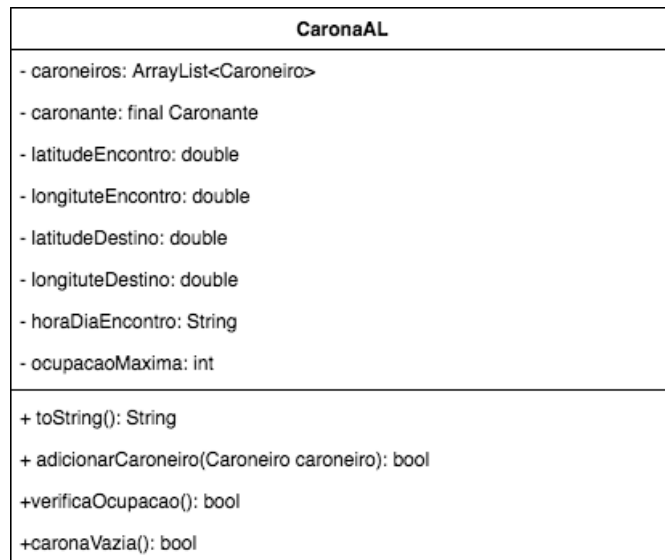 CaronaAL
- caroneiros: ArrayList<Caroneiro>
- caronante: final Caronante
- latitudeEncontro: double
- longituteEncontro: double
- latitudeDestino: double
- longituteDestino: double
- horaDiaEncontro: String
- ocupacaoMaxima: int
+ toString(): String
+ adicionarCaroneiro(Caroneiro caroneiro): bool
+verificaOcupacao(): bool
+caronaVazia(): bool